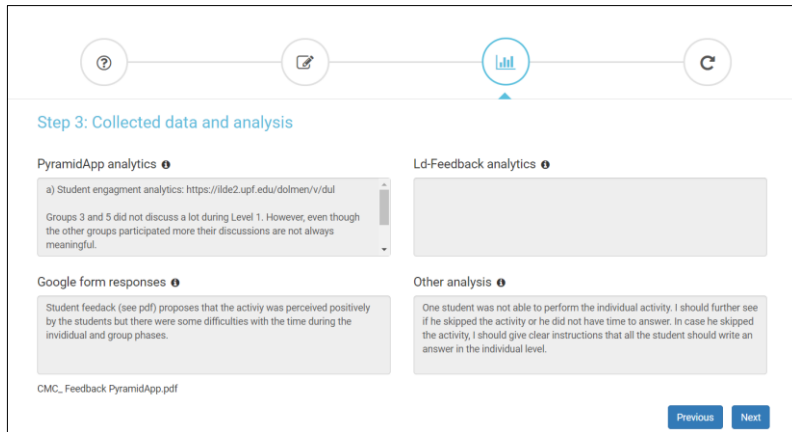 Step 3: Collected data and analysis
PyramidApp analytics
a) Student engagment analytics: https://ilde2.upf.edu/dolmen/v/dul
Groups 3 and 5 did not discuss a lot during Level 1. However, even though
the other groups participated more their discussions are not always
meaningful.
Ld-Feedback analytics
Google form responses
Student feedack (see pdf) proposes that the activiy was perceived positively
by the students but there were some difficulties with the time during the
invididual and group phases.
CMC_ Feedback PyramidApp.pdf
Other analysis
One student was not able to perform the individual activity. I should further see
if he skipped the activity or he did not have time to answer. In case he skipped
the activity, I should give clear instructions that all the student should write an
answer in the individual level.
Previous
Next